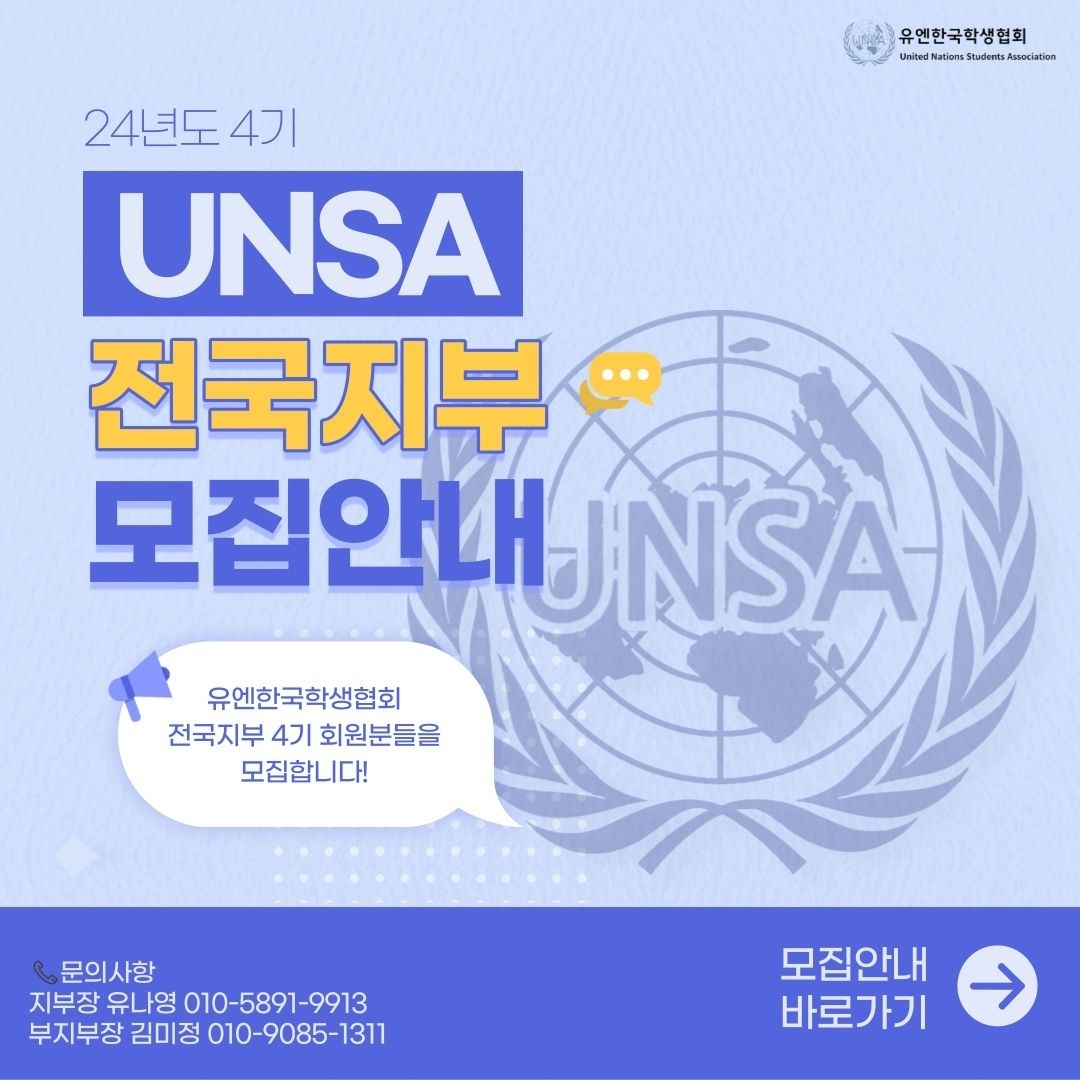 UNSA
유엔한국학생협회
United Nations Students Association
24년도 4기
UNSA
전국지부
모집안내
UNSA
유엔한국학생협회
전국지부 4기 회원분들을
모집합니다!
문의사항
지부장 유나영 010-5891-9913
부지부장 김미정 010-9085-1311
모집안내
바로가기